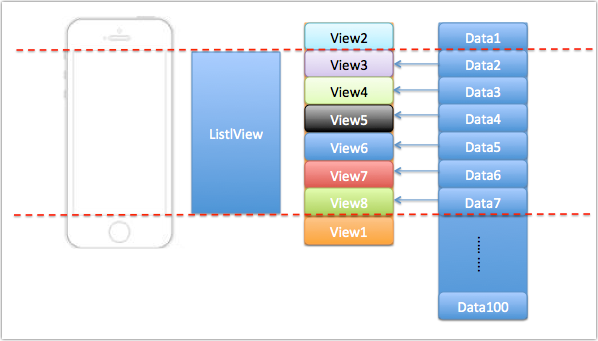 View2 Data1
View3 Data2
View4 Data3
View5 Data4
ListlView
View6 Data5
View7 Data6
View8 Data7
View1
......
Data100